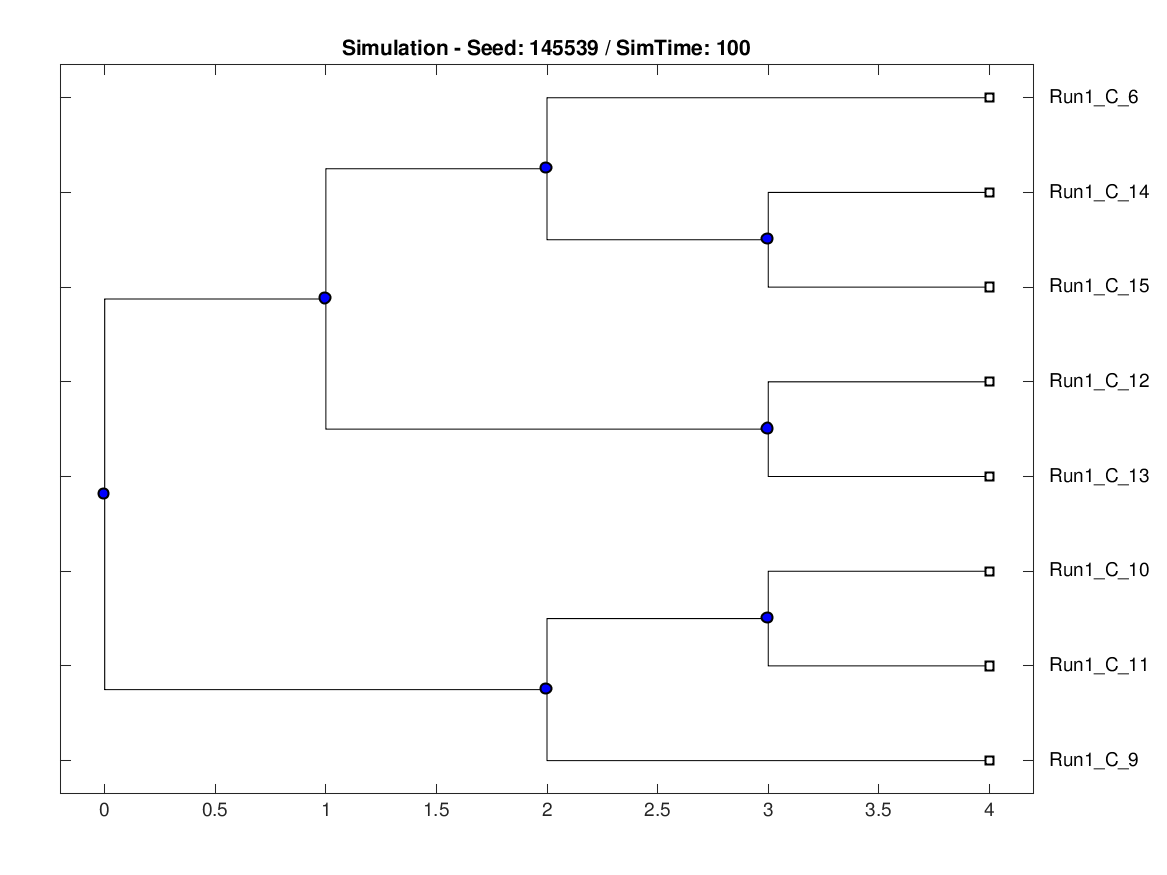 Simulation - Seed: 145539 / SimTime: 100
Run1_C_6
Run1_C_14
Run1_C_15
Run1_C_12
Run1_C_13
Run1_C_10
Run1_C_11
Run1_C_9
0 0.5 1 1.5 2 2.5 3 3.5 4